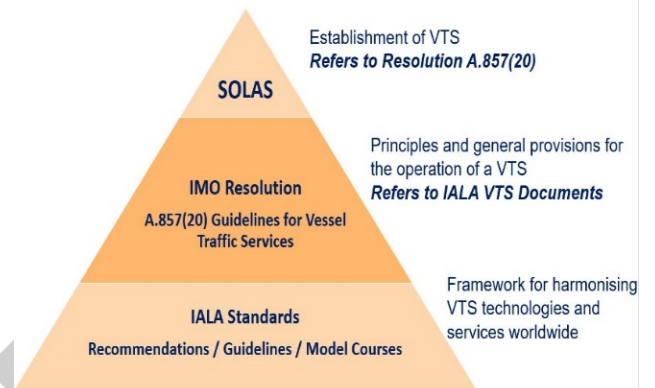 Establishment of VTS
Refers to Resolution A.857(20)
SOLAS
Principles and general provisions for
the operation of a VTS
Refers to IALA VTS Documents
IMO Resolution
A.857(20) Guidelines for Vessel
Traffic Services
Framework for harmonising
VTS technologies and
services worldwide
IALA Standards
Recommendations / Guidelines / Model Courses